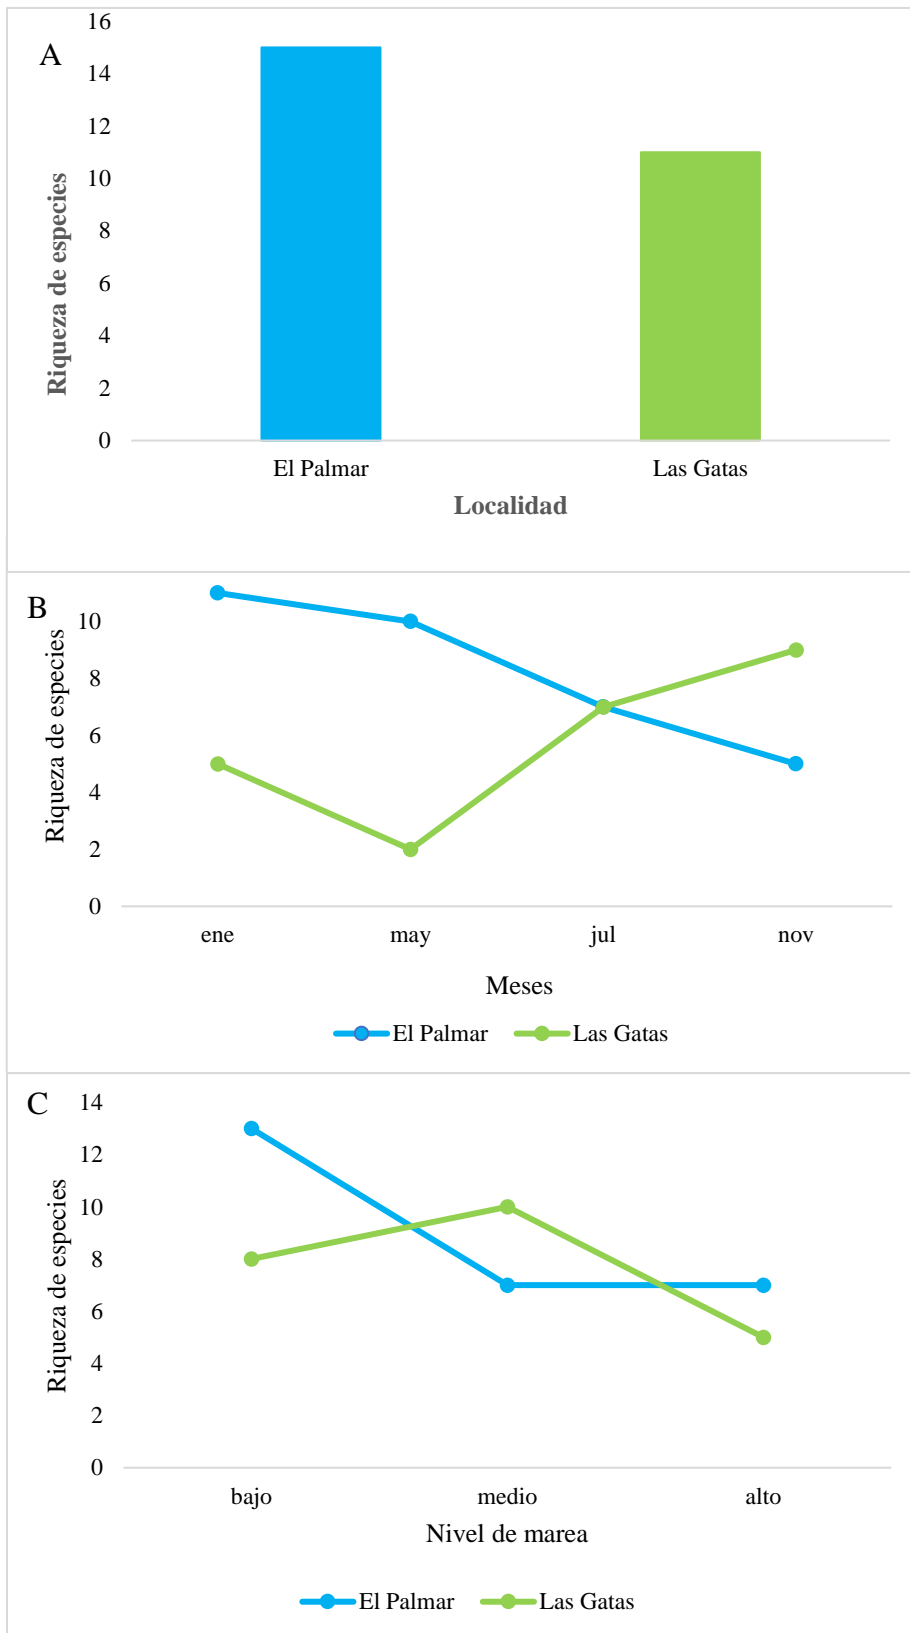 A
16
14
12
10
8
6
4
2
0
Riqueza de especies
El Palmar
Las Gatas
Localidad
B
10
8
6
4
2
0
Riqueza de especies
ene
may
jul
nov
Meses
El Palmar
Las Gatas
C
14
12
10
8
6
4
2
0
Riqueza de especies
bajo
medio
alto
Nivel de marea
El Palmar
Las Gatas